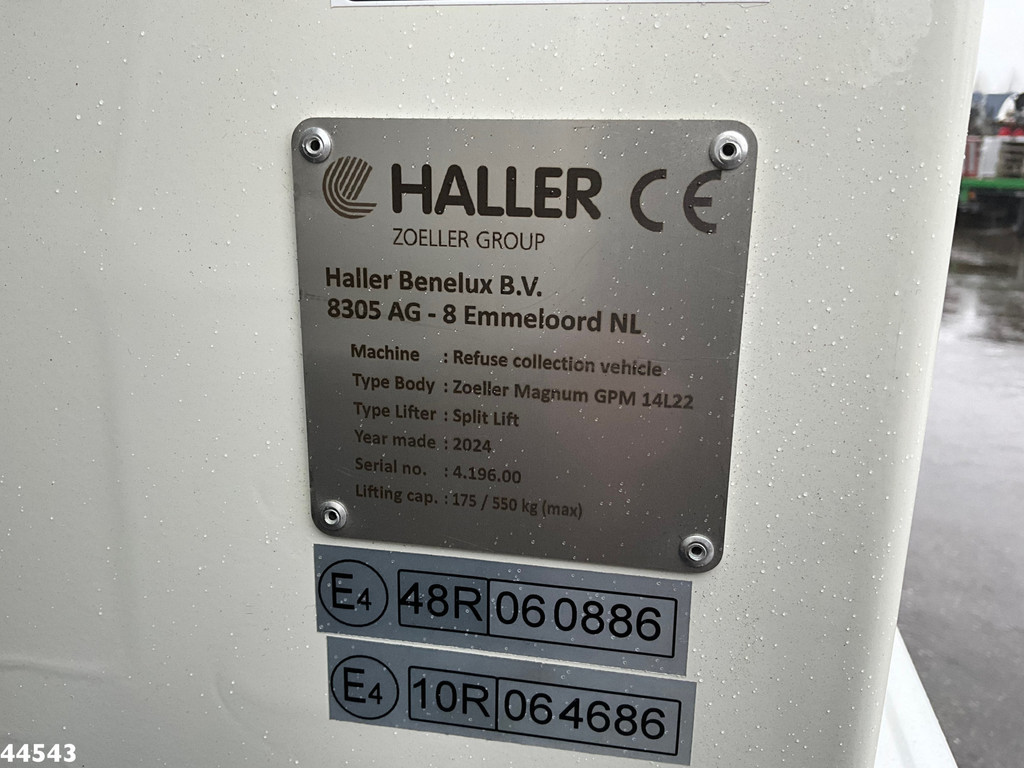 HALLER CE
ZOELLER GROUP
Haller Benelux B.V.
8305 AG - 8 Emmeloord NL
Machine : Refuse collection vehicle
Type Body : Zoeller Magnum GPM 14L22
Type Lifter : Split Lift
Year made : 2024
Serial no. : 4.196.00
Lifting cap. : 175 / 550 kg (max)
E4 48R 060886
E4 10R 064686
44543